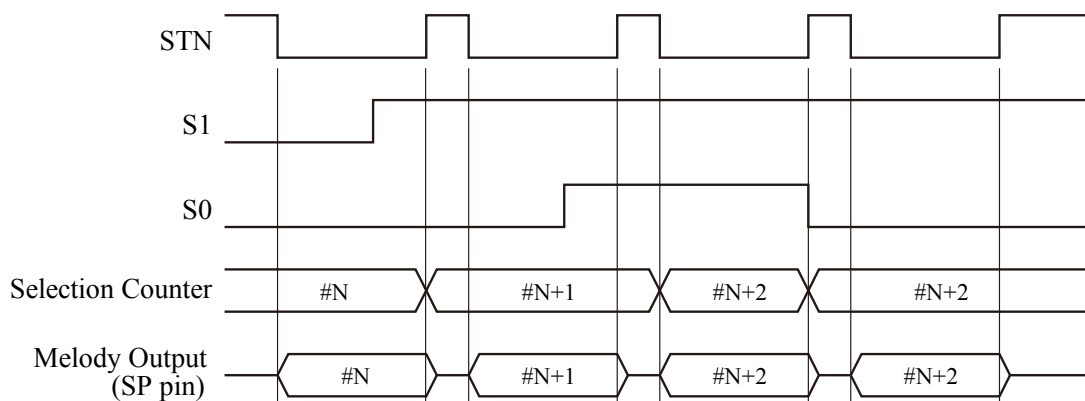 STN
S1
S0
Selection Counter #N #N+1 #N+2 #N+2
Melody Output
(SP pin) #N #N+1 #N+2 #N+2